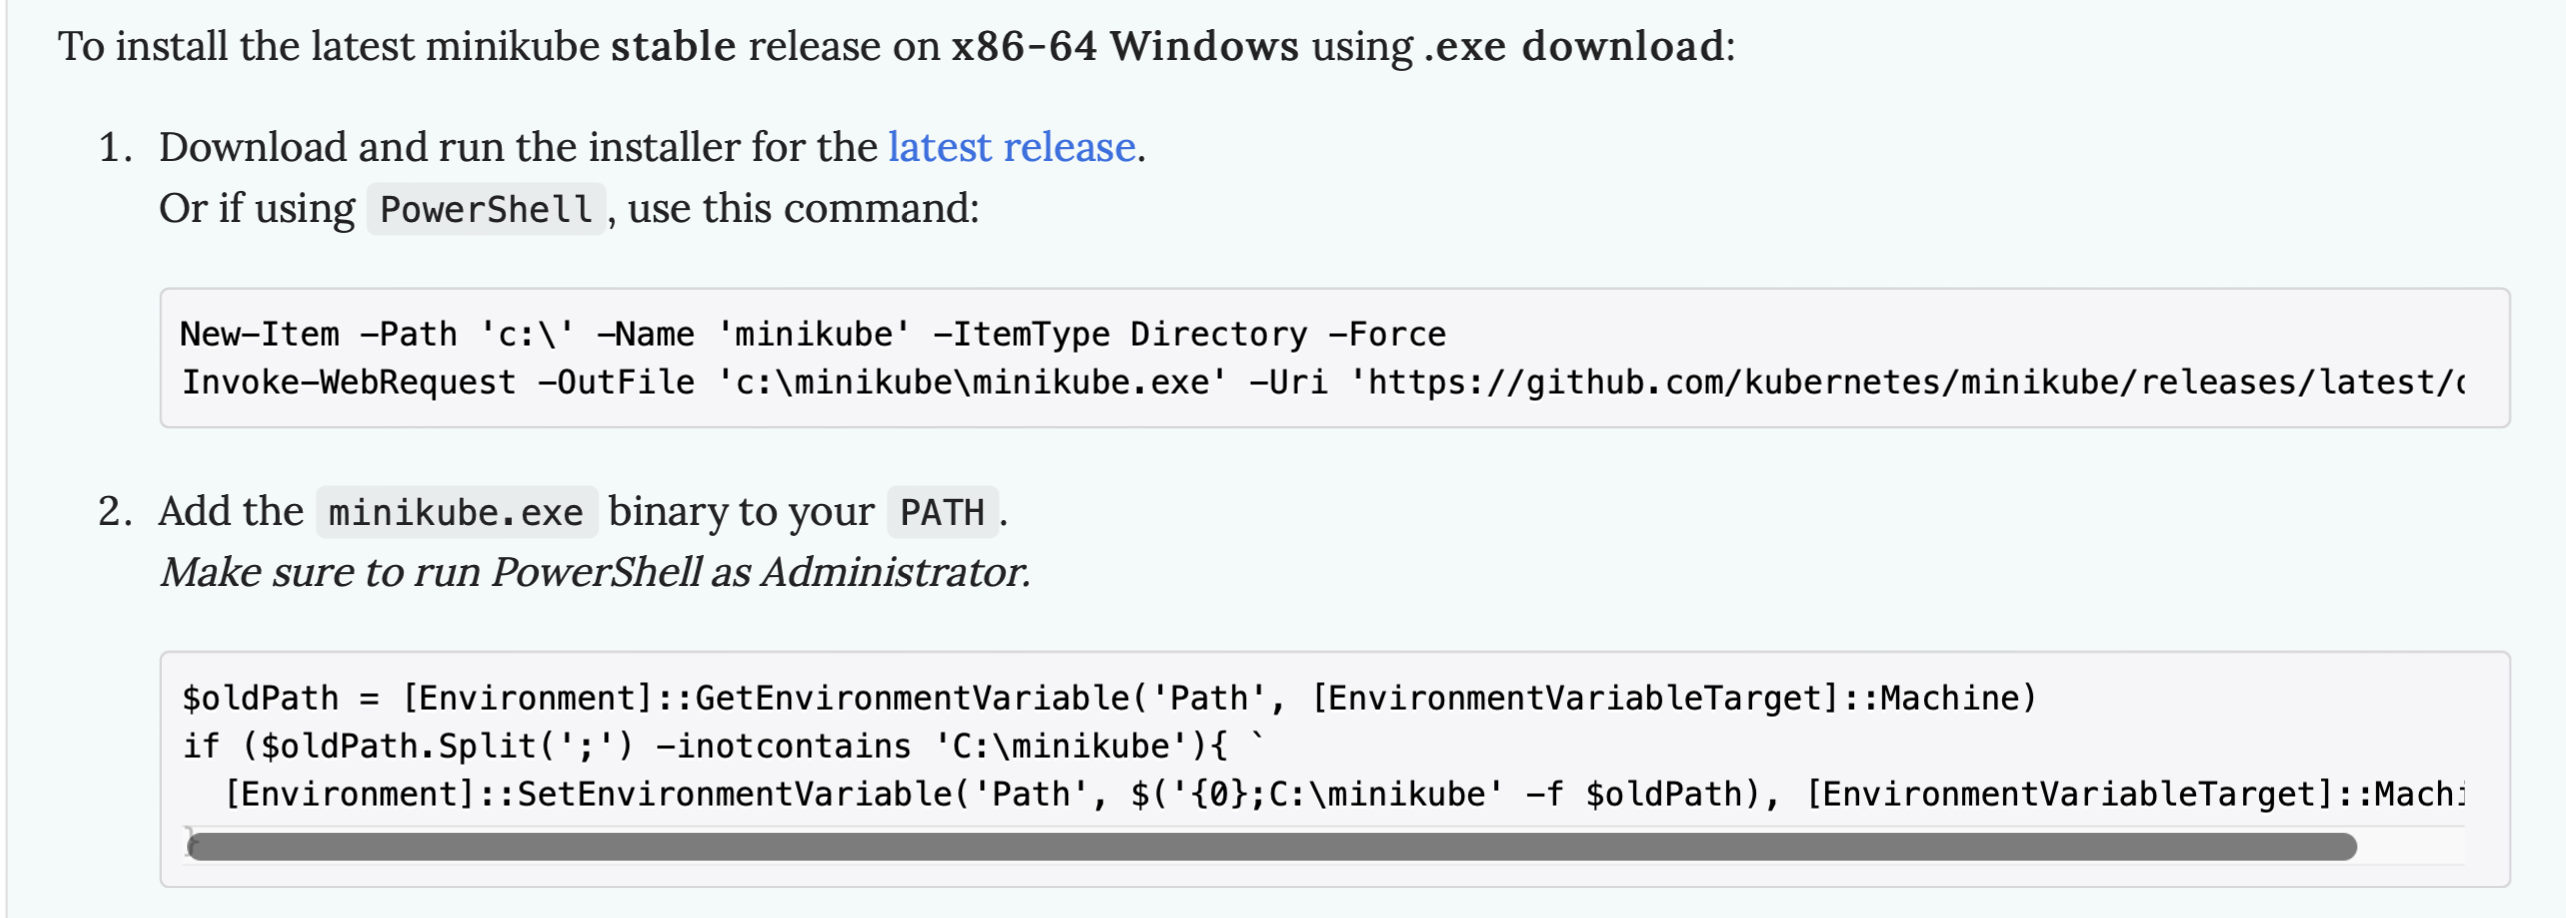 To install the latest minikube stable release on x86-64 Windows using .exe download:
1. Download and run the installer for the latest release.
Or if using PowerShell, use this command:
New-Item -Path 'c:\' -Name 'minikube' -ItemType Directory -Force
Invoke-WebRequest -OutFile 'c:\minikube\minikube.exe' -Uri 'https://github.com/kubernetes/minikube/releases/latest/
2. Add the minikube.exe binary to your PATH.
Make sure to run PowerShell as Administrator.
$oldPath = [Environment]::GetEnvironmentVariable('Path', [EnvironmentVariableTarget]::Machine)
if ($oldPath.Split(';') -inotcontains 'C:\minikube'){ `
  [Environment]::SetEnvironmentVariable('Path', $('{0};C:\minikube' -f $oldPath), [EnvironmentVariableTarget]::Machi
}